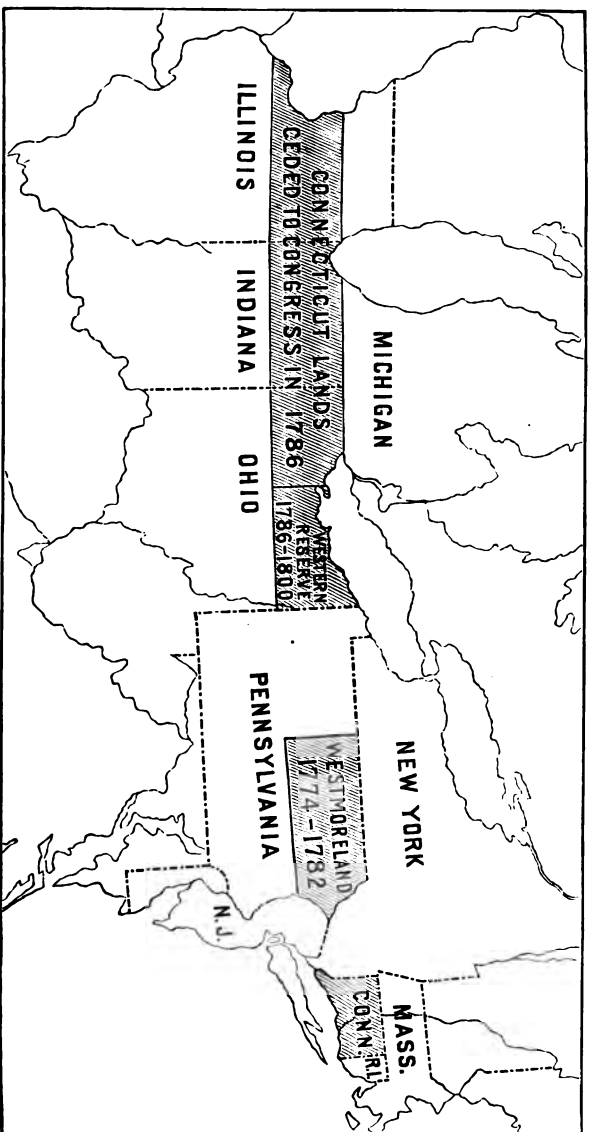 MICHIGAN
CONNECTICUT LANDS
CEDED TO CONGRESS IN 1786
ILLINOIS
INDIANA
OHIO
WESTERN
RESERVE
1786-1800
NEW YORK
WESTMORELAND
1774-1782
PENNSYLVANIA
N.J.
MASS.
CONN.
R.I.